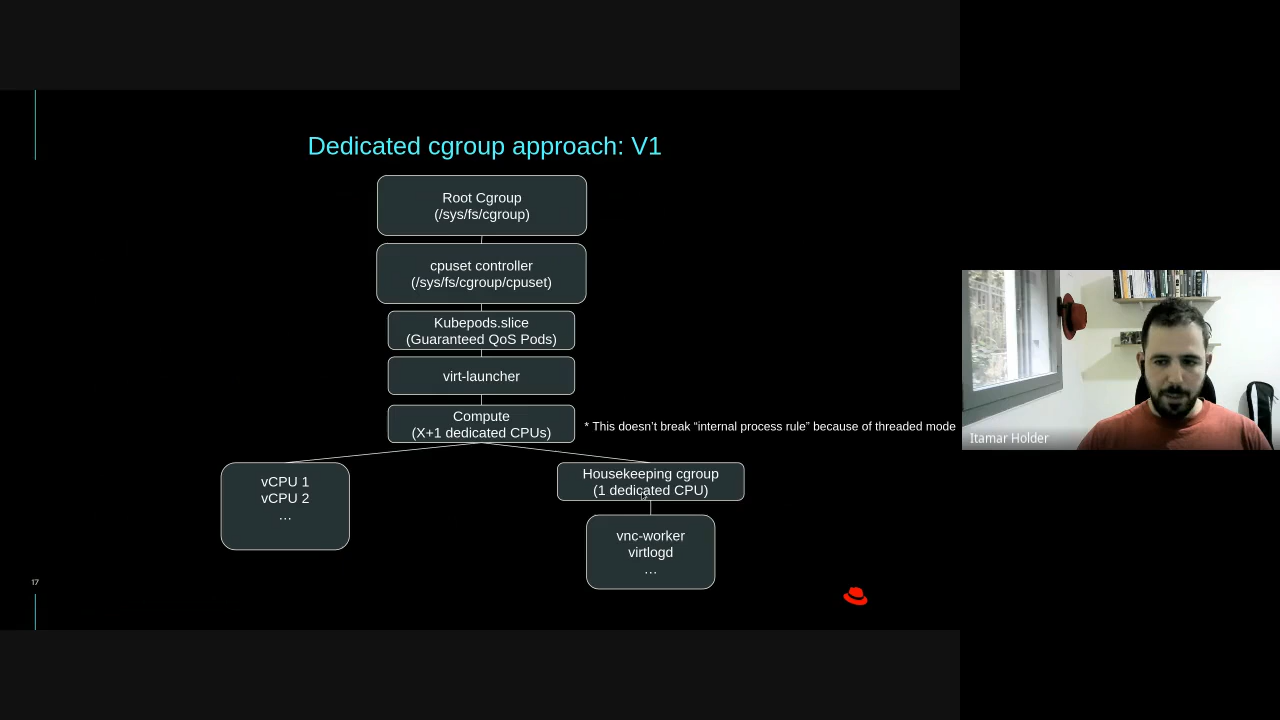 Dedicated cgroup approach: V1
Root Cgroup
(/sys/fs/cgroup)
cpuset controller
(/sys/fs/cgroup/cpuset)
Kubepods.slice
(Guaranteed QoS Pods)
virt-launcher
Compute
(X+1 dedicated CPUs)
* This doesn’t break “internal process rule” because of threaded mode
vCPU 1
vCPU 2
…
Housekeeping cgroup
(1 dedicated CPU)
vnc-worker
virtlogd
…
17
Itamar Holder